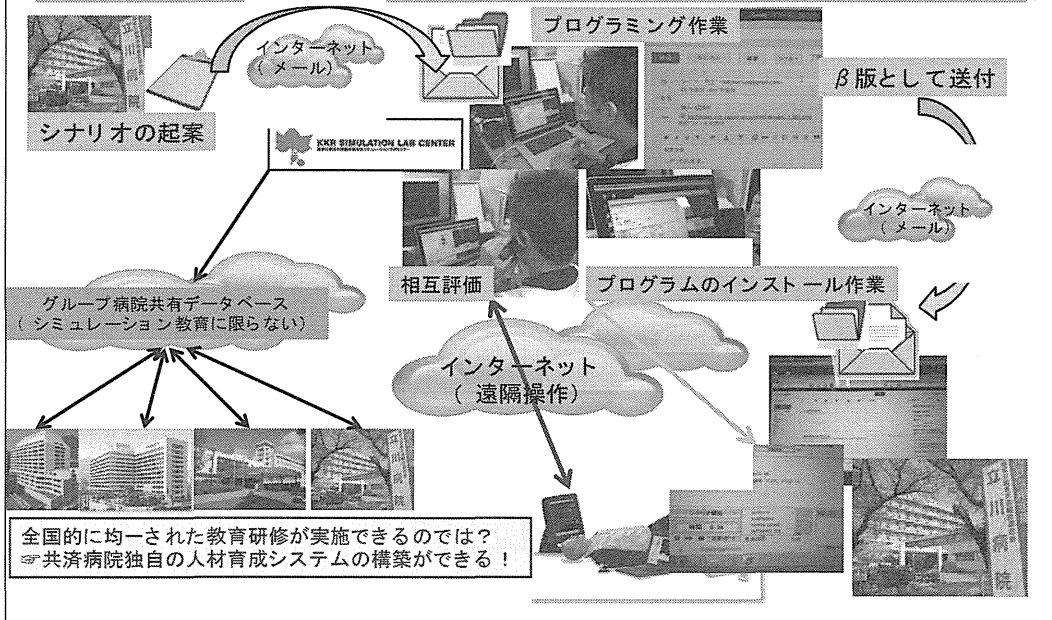 立川病院
インターネット
（メール）
プログラミング作業
β版として送付
シナリオの起案
KKR SIMULATION LAB CENTER
インターネット
（メール）
相互評価
プログラムのインストール作業
グループ病院共有データベース
（シミュレーション教育に限らない）
インターネット
（遠隔操作）
立川
立川病院
全国的に均一された教育研修が実施できるのでは？
☞共済病院独自の人材育成システムの構築ができる！